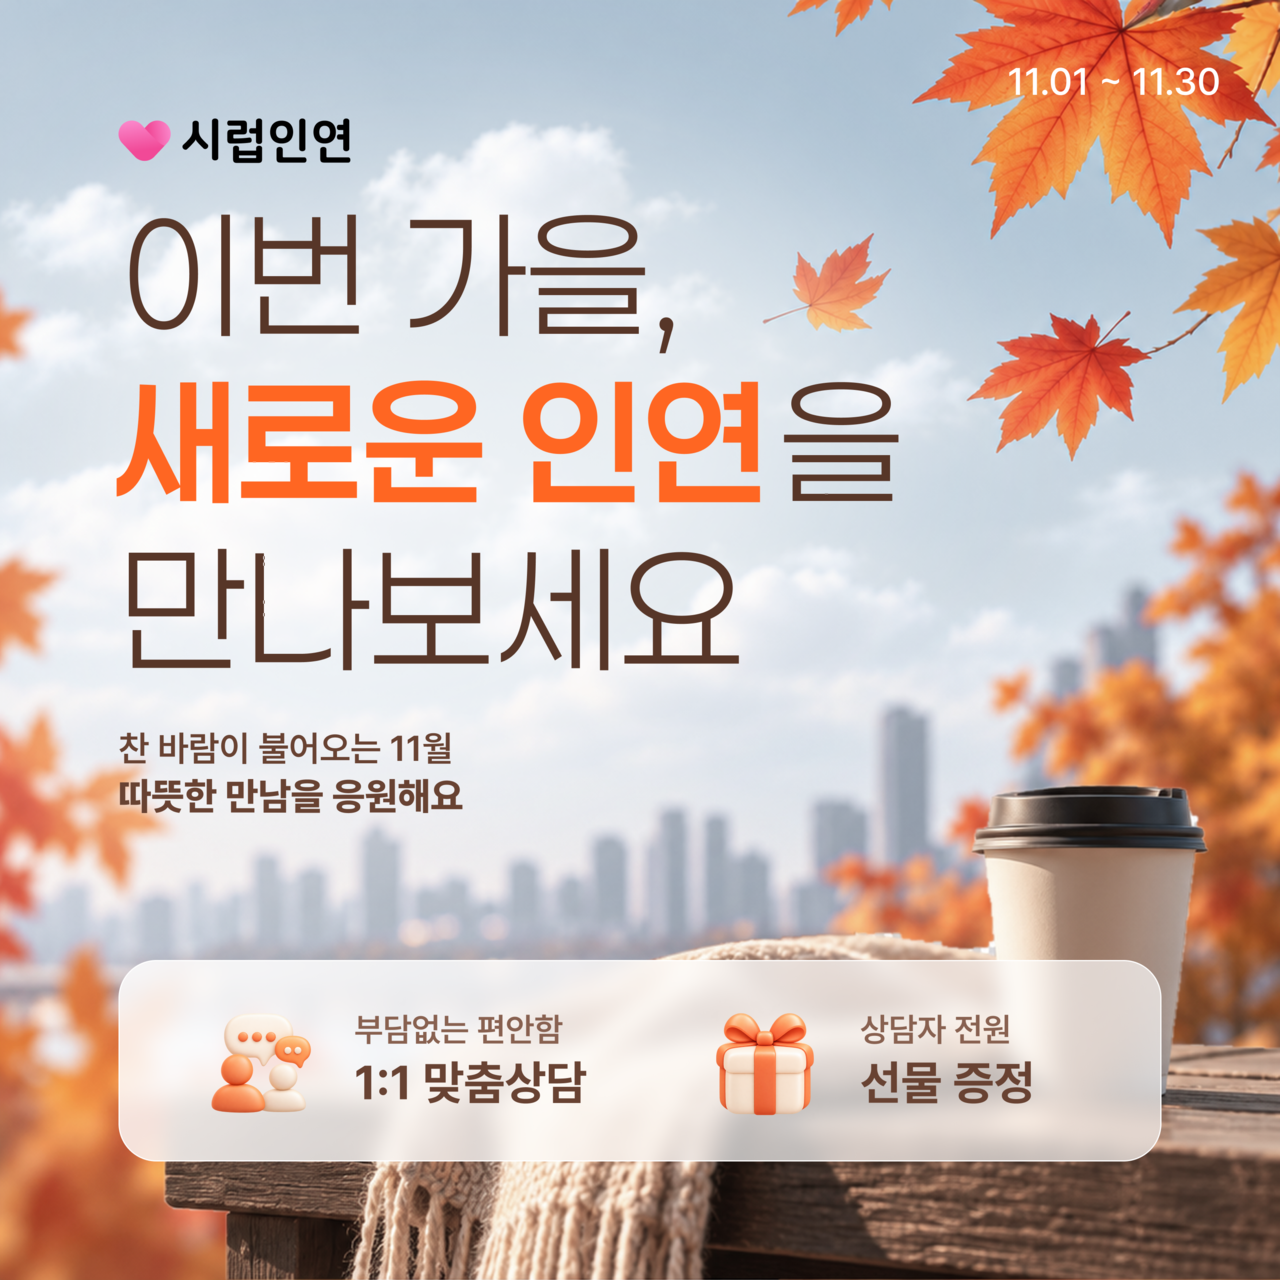 11.01 ~ 11.30
시럽인연
이번 가을,
새로운 인연을
만나보세요
찬 바람이 불어오는 11월
따뜻한 만남을 응원해요
부담없는 편안함
1:1 맞춤상담
상담자 전원
선물 증정